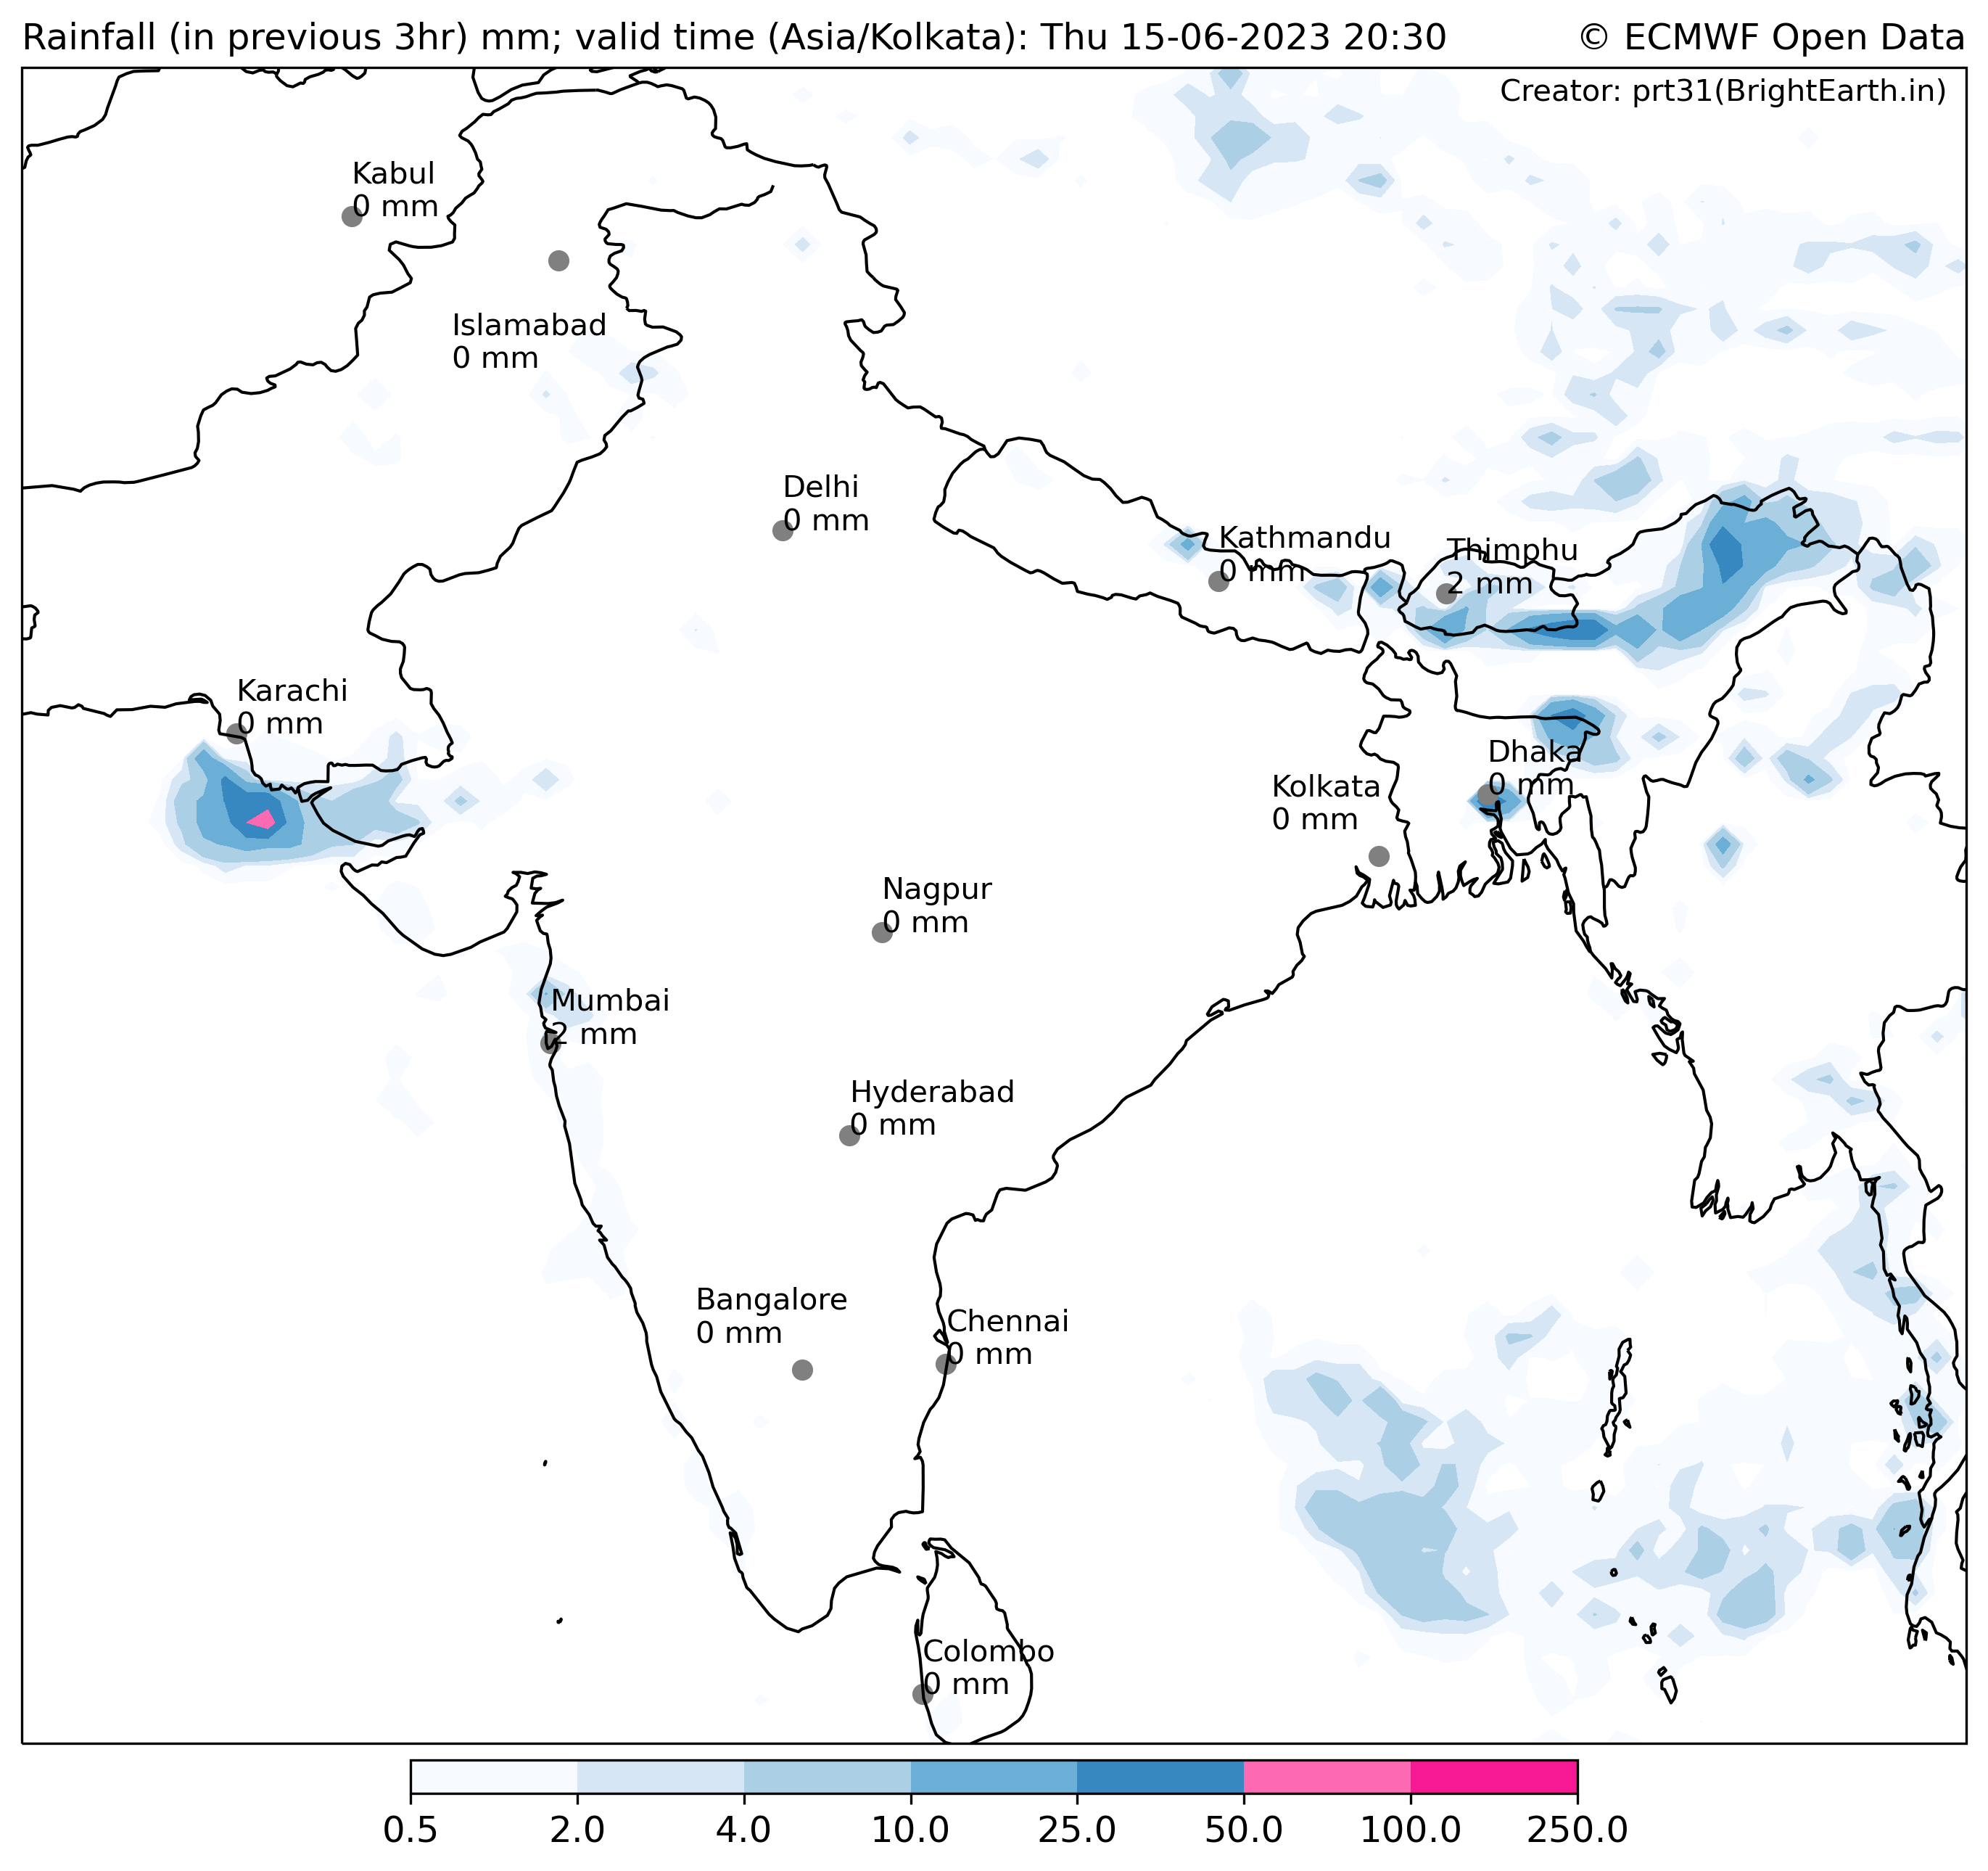 Rainfall (in previous 3hr) mm; valid time (Asia/Kolkata): Thu 15-06-2023 20:30
© ECMWF Open Data
Creator: prt31(BrightEarth.in)
Kabul
0 mm
Islamabad
0 mm
Delhi
0 mm
Kathmandu
0 mm
Thimphu
2 mm
Karachi
0 mm
Dhaka
0 mm
Kolkata
0 mm
Nagpur
0 mm
Mumbai
2 mm
Hyderabad
0 mm
Bangalore
0 mm
Chennai
0 mm
Colombo
0 mm
0.5 2.0 4.0 10.0 25.0 50.0 100.0 250.0